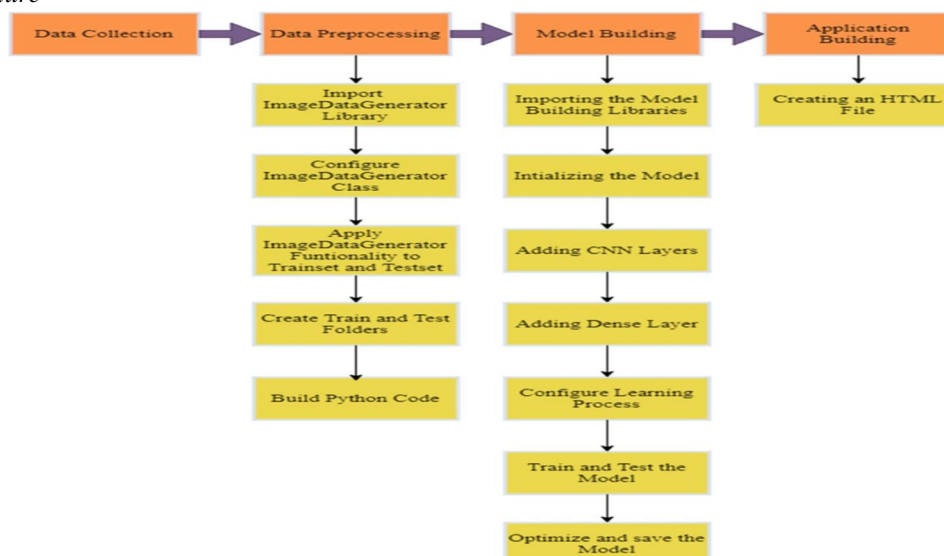 Data Collection
Data Preprocessing
Model Building
Application
Building
Import
ImageDataGenerator
Library
Configure
ImageDataGenerator
Class
Apply
ImageDataGenerator
Funtionality to
Trainset and Testset
Create Train and Test
Folders
Build Python Code
Importing the Model
Building Libraries
Intializing the Model
Adding CNN Layers
Adding Dense Layer
Configure Learning
Process
Train and Test the
Model
Optimize and save the
Model
Creating an HTML
File